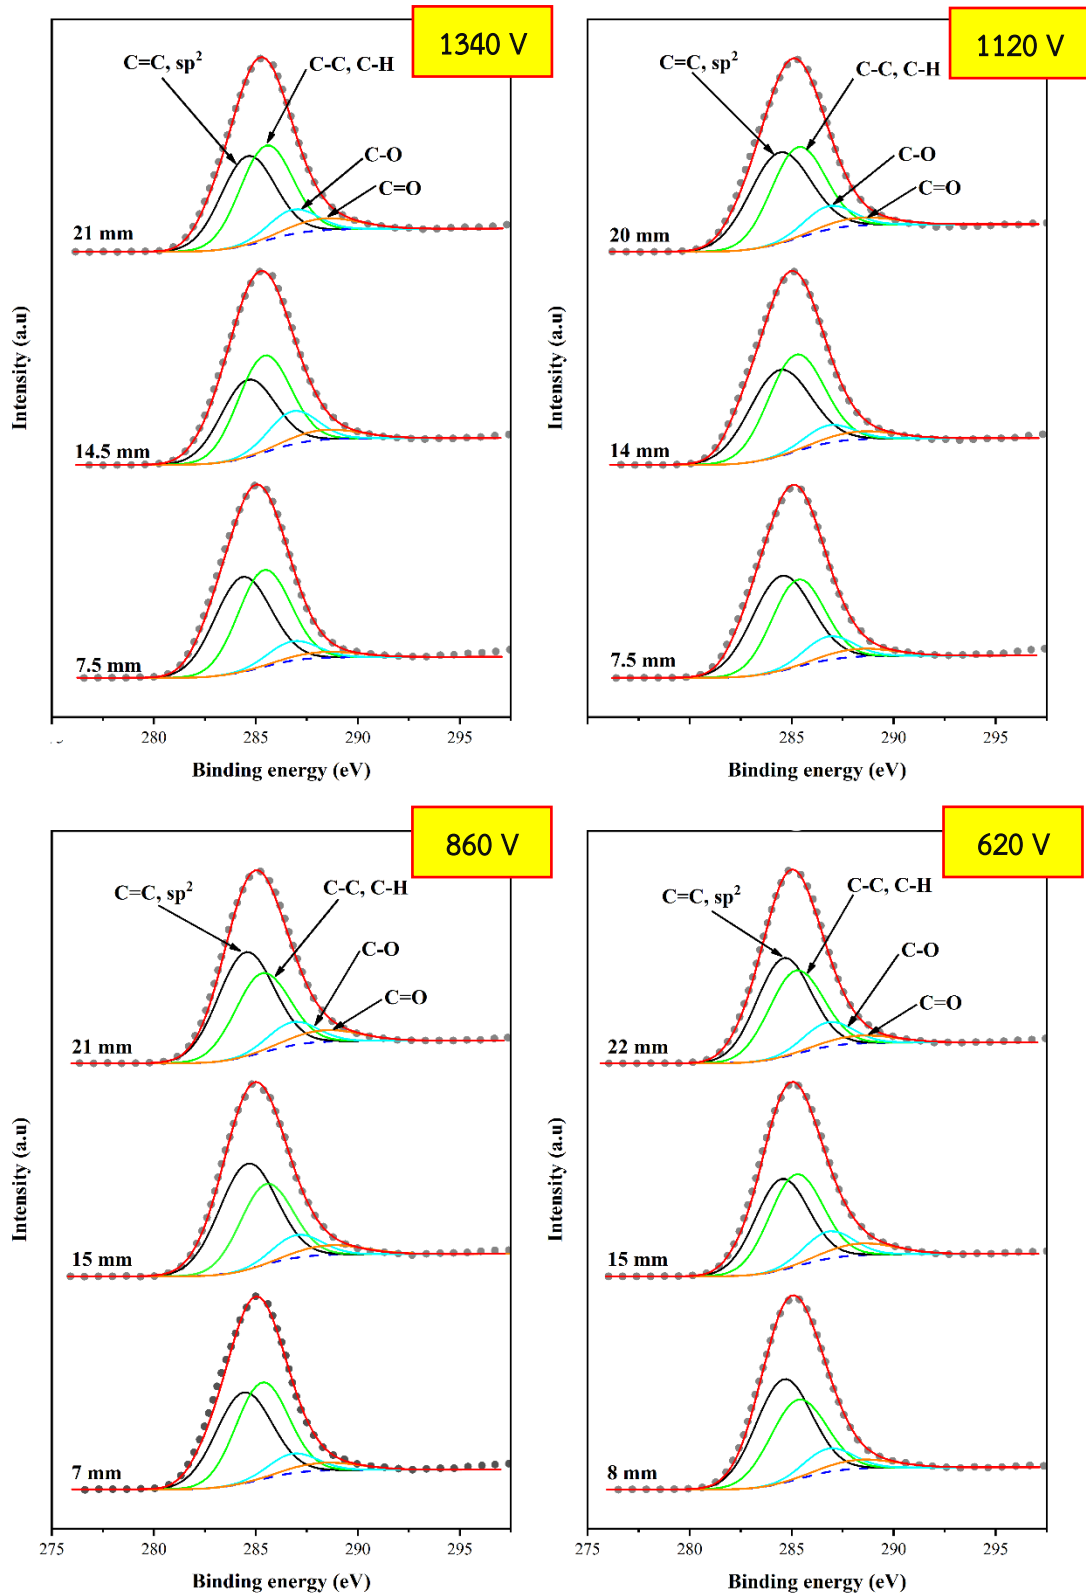 1340 V
C=C, sp²
C-C, C-H
C-O
C=O
21 mm
14.5 mm
7.5 mm
Intensity (a.u)
280
285
290
295
Binding energy (eV)
1120 V
C=C, sp²
C-C, C-H
C-O
C=O
20 mm
14 mm
7.5 mm
Intensity (a.u)
280
285
290
295
Binding energy (eV)
860 V
C=C, sp²
C-C, C-H
C-O
C=O
21 mm
15 mm
7 mm
Intensity (a.u)
275
280
285
290
295
Binding energy (eV)
620 V
C=C, sp²
C-C, C-H
C-O
C=O
22 mm
15 mm
8 mm
Intensity (a.u)
275
280
285
290
295
Binding energy (eV)